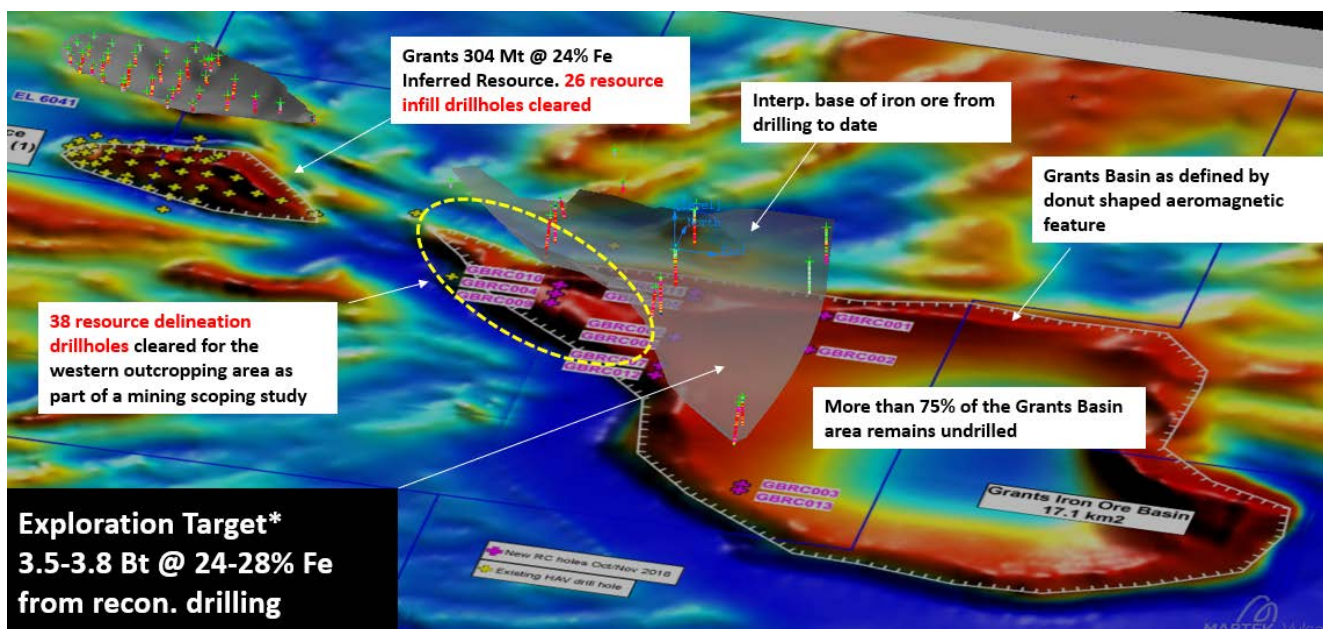 Grants 304 Mt @ 24% Fe
Inferred Resource. 26 resource
infill drillholes cleared
Interp. base of iron ore from
drilling to date
Grants Basin as defined by
donut shaped aeromagnetic
feature
EL 6041
(1)
38 resource delineation
drillholes cleared for the
western outcropping area as
part of a mining scoping study
GBRC010
GBRC004
GBRC009
GBRC012
GBRC001
GBRC002
More than 75% of the Grants Basin
area remains undrilled
GBRC003
GBRC013
Grants Iron Ore Basin
17.1 km2
New RC holes Oct/Nov 2018
Existing HAV drill hole
Exploration Target*
3.5-3.8 Bt @ 24-28% Fe
from recon. drilling